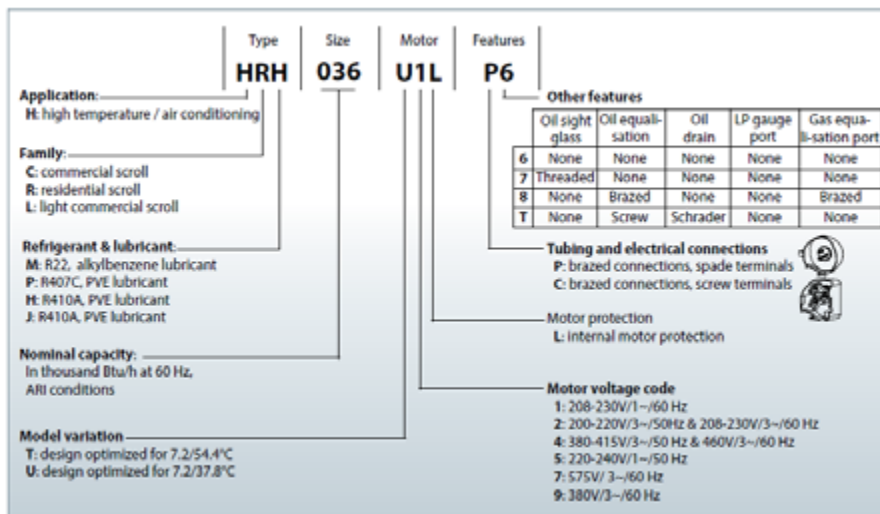 Type Size Motor Features
HRH 036 U1L P6
Application:
H: high temperature / air conditioning
Family:
C: commercial scroll
R: residential scroll
L: light commercial scroll
Refrigerant & lubricant:
M: R22, alkylbenzene lubricant
P: R407C, PVE lubricant
H: R410A, PVE lubricant
J: R410A, PVE lubricant
Nominal capacity:
In thousand Btu/h at 60 Hz,
ARI conditions
Model variation
T: design optimized for 7.2/54.4°C
U: design optimized for 7.2/37.8°C
Other features
Oil sight Oil equali- Oil LP gauge Gas equa-
glass sation drain port li-sation port
6 None None None None None
7 Threaded None None None None
8 None Brazed None None Brazed
T None Screw Schrader None None
Tubing and electrical connections
P: brazed connections, spade terminals
C: brazed connections, screw terminals
Motor protection
L: internal motor protection
Motor voltage code
1: 208-230V/1~/60 Hz
2: 200-220V/3~/50Hz & 208-230V/3~/60 Hz
4: 380-415V/3~/50 Hz & 460V/3~/60 Hz
5: 220-240V/1~/50 Hz
7: 575V/ 3~/60 Hz
9: 380V/3~/60 Hz